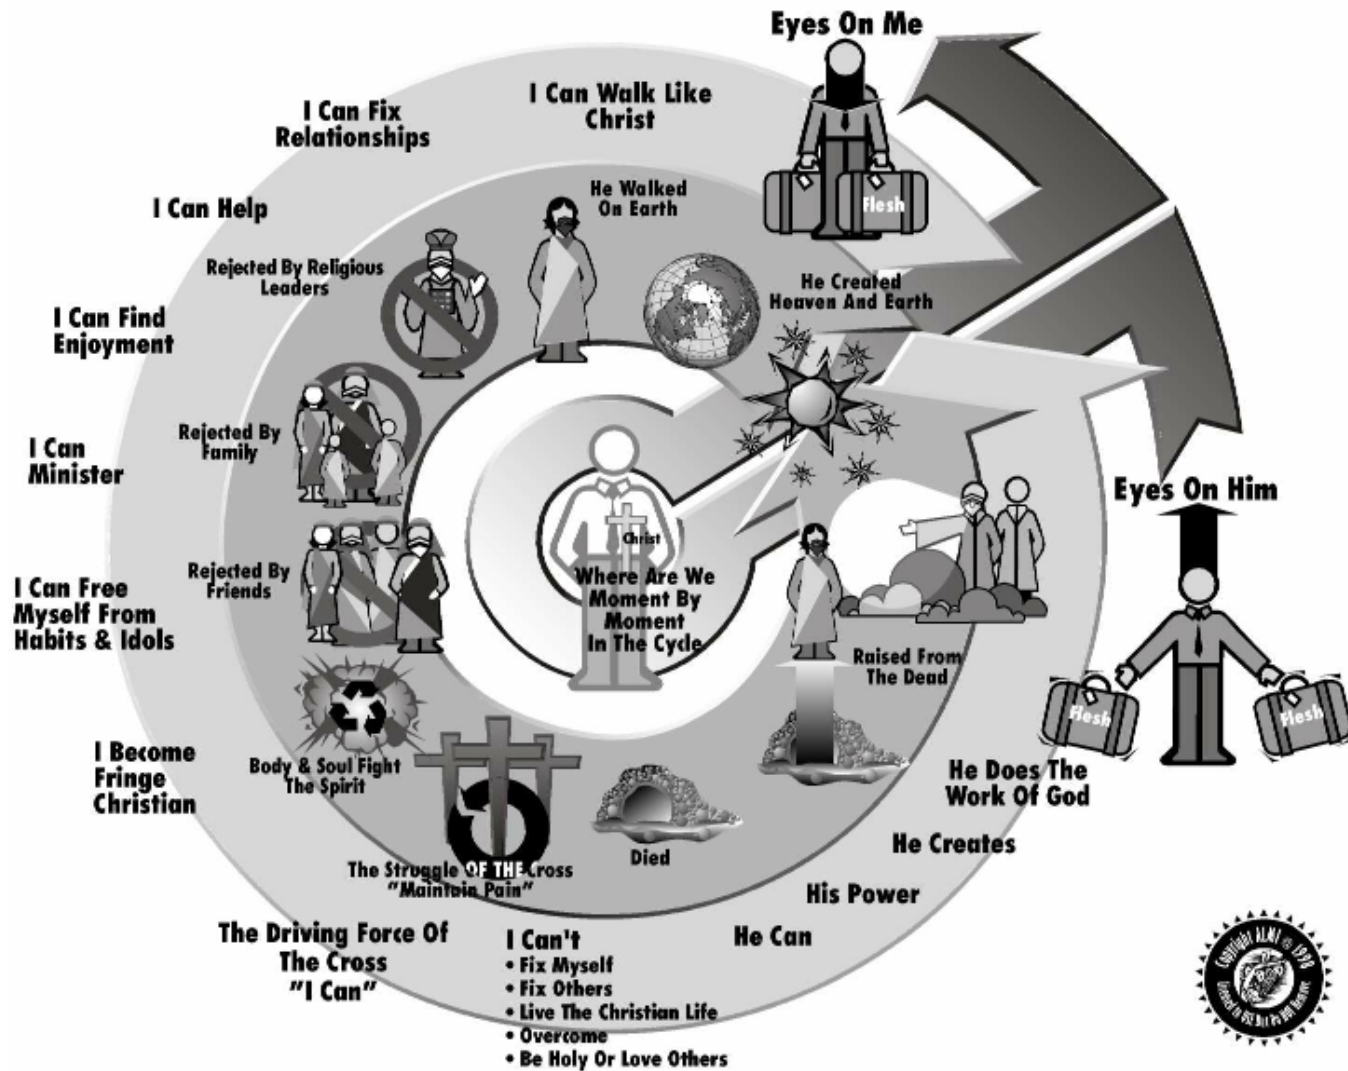 Eyes On Me
I Can Walk Like
Christ
I Can Fix
Relationships
I Can Help
I Can Find
Enjoyment
I Can
Minister
I Can Free
Myself From
Habits & Idols
I Become
Fringe
Christian
The Driving Force Of
The Cross
"I Can"
I Can't
• Fix Myself
• Fix Others
• Live The Christian Life
• Overcome
• Be Holy Or Love Others
He Can
His Power
He Creates
He Does The
Work Of God
Eyes On Him
Flesh
Flesh
Flesh
He Created
Heaven And Earth
He Walked
On Earth
Rejected By Religious
Leaders
Rejected By
Family
Rejected By
Friends
Body & Soul Fight
The Spirit
The Struggle OF THE Cross
"Maintain Pain"
Died
Raised From
The Dead
Christ
Where Are We
Moment By
Moment
In The Cycle
Copyright ALMI © 1998